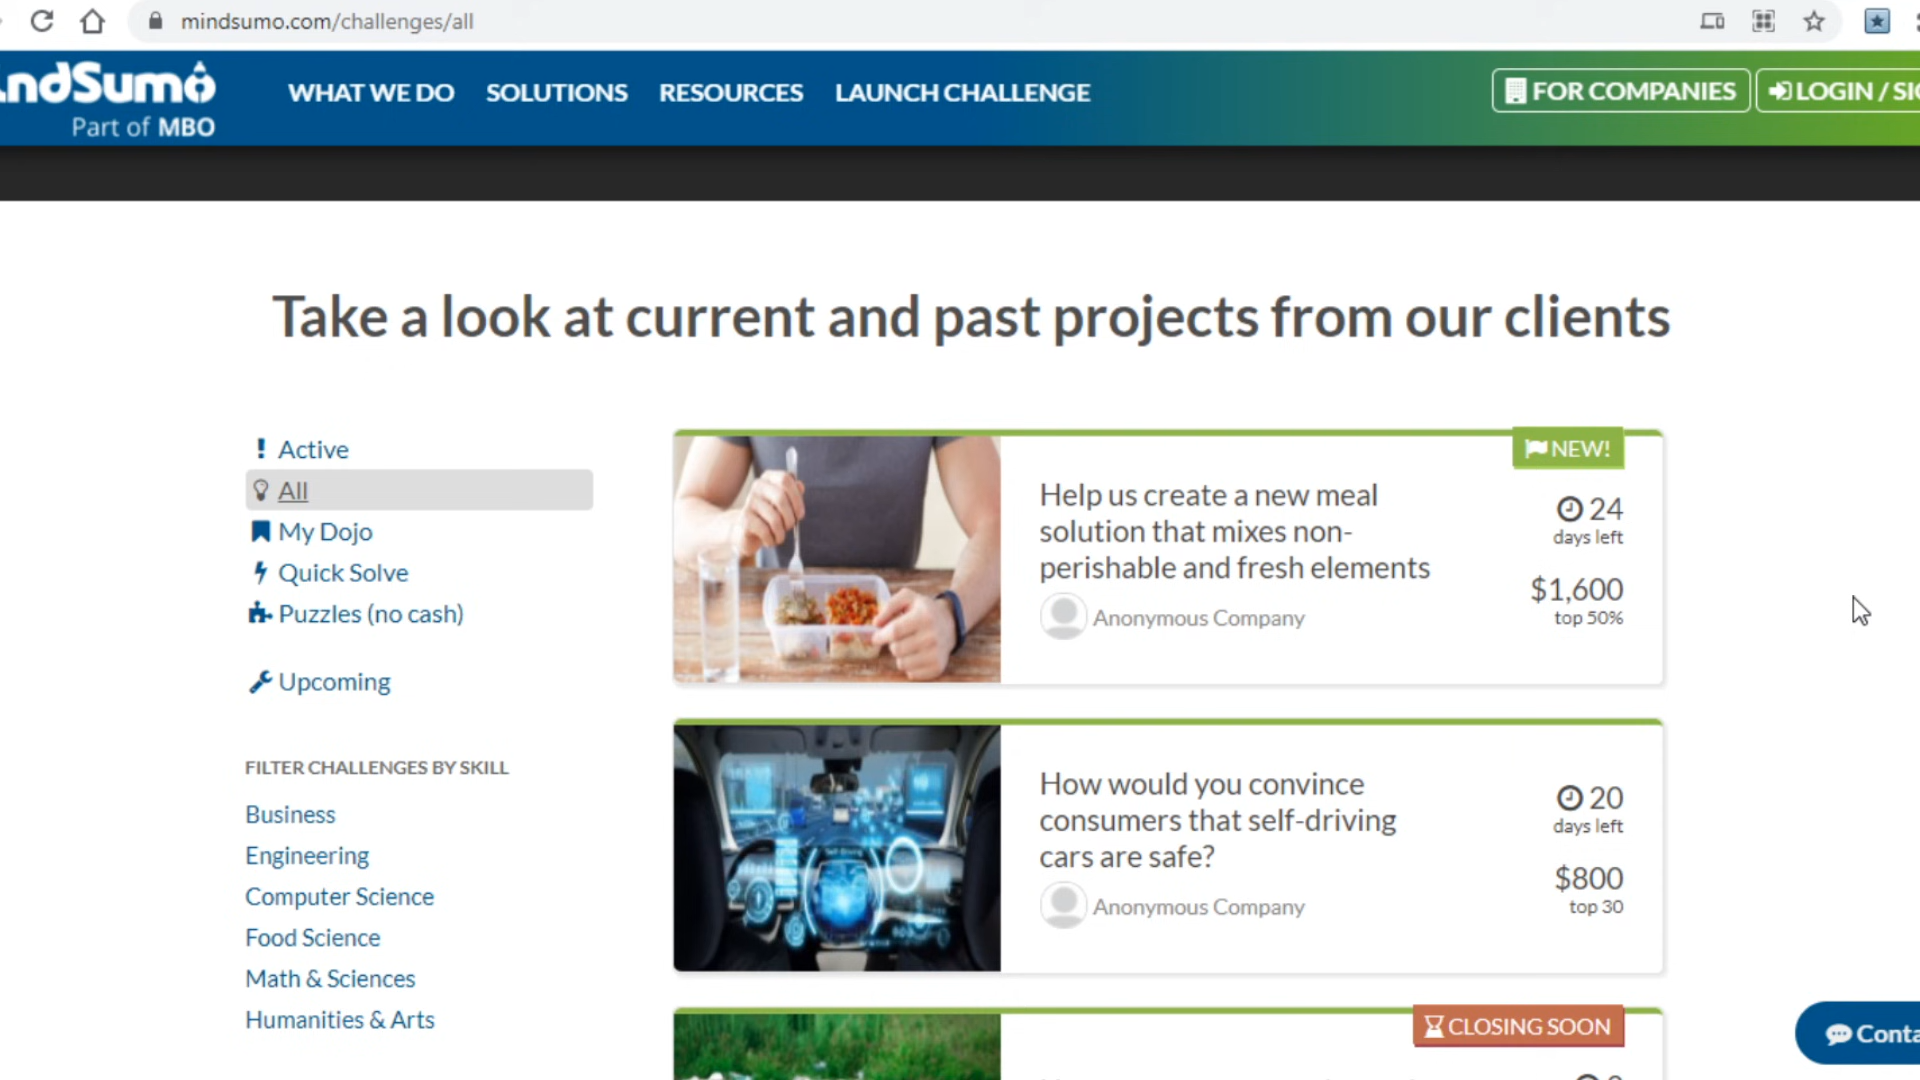 mindsumo.com/challenges/all
indSumo
Part of MBO
WHAT WE DO
SOLUTIONS
RESOURCES
LAUNCH CHALLENGE
FOR COMPANIES
LOGIN / SIG
Take a look at current and past projects from our clients
Active
All
My Dojo
Quick Solve
Puzzles (no cash)
Upcoming
FILTER CHALLENGES BY SKILL
Business
Engineering
Computer Science
Food Science
Math & Sciences
Humanities & Arts
NEW!
Help us create a new meal
solution that mixes non-
perishable and fresh elements
Anonymous Company
24
days left
$1,600
top 50%
How would you convince
consumers that self-driving
cars are safe?
Anonymous Company
20
days left
$800
top 30
CLOSING SOON
Conta